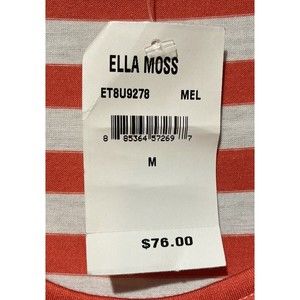 ELLA MOSS
ET8U9278 MEL
8 85364 57269 7
M
$76.00